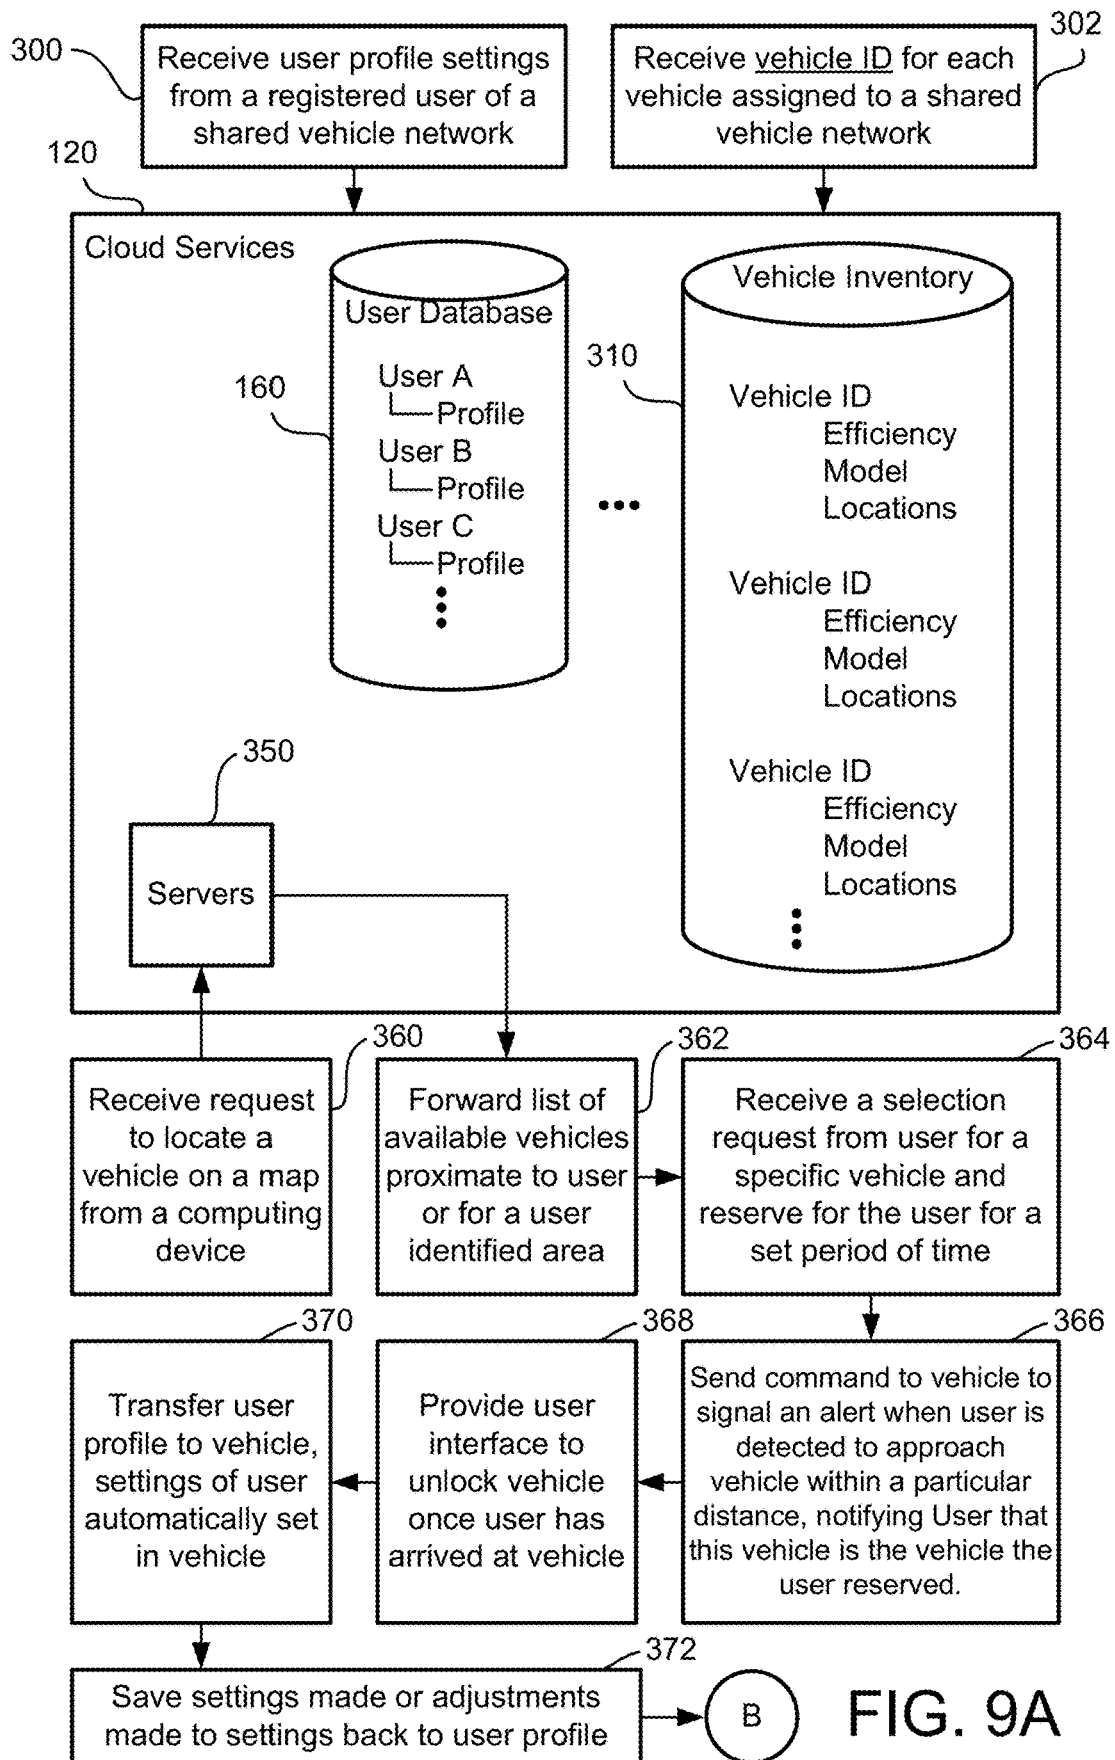 300
Receive user profile settings
from a registered user of a
shared vehicle network
302
Receive vehicle ID for each
vehicle assigned to a shared
vehicle network
120
Cloud Services
User Database
160
User A
Profile
User B
Profile
User C
Profile
Vehicle Inventory
310
Vehicle ID
Efficiency
Model
Locations
Vehicle ID
Efficiency
Model
Locations
Vehicle ID
Efficiency
Model
Locations
350
Servers
360
Receive request
to locate a
vehicle on a map
from a computing
device
362
Forward list of
available vehicles
proximate to user
or for a user
identified area
364
Receive a selection
request from user for a
specific vehicle and
reserve for the user for a
set period of time
366
Send command to vehicle to
signal an alert when user is
detected to approach
vehicle within a particular
distance, notifying User that
this vehicle is the vehicle the
user reserved.
368
Provide user
interface to
unlock vehicle
once user has
arrived at vehicle
370
Transfer user
profile to vehicle,
settings of user
automatically set
in vehicle
372
Save settings made or adjustments
made to settings back to user profile
B
FIG. 9A